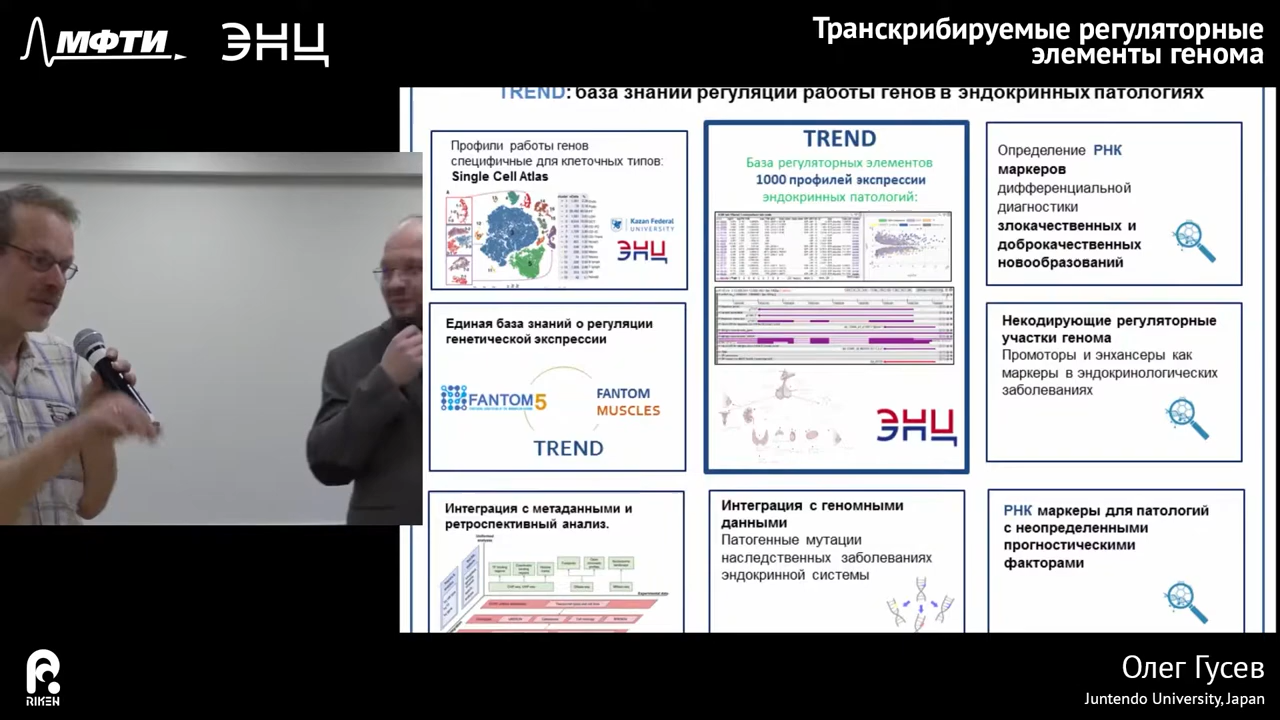 МФТИ
ЭНЦ
Транскрибируемые регуляторные
элементы генома
TREND: база знаний регуляции работы генов в эндокринных патологиях
Профили работы генов
специфичные для клеточных типов:
Single Cell Atlas
Kazan Federal
UNIVERSITY
ЭНЦ
TREND
База регуляторных элементов
1000 профилей экспрессии
эндокринных патологий:
ЭНЦ
Определение РНК
маркеров
дифференциальной
диагностики
злокачественных и
доброкачественных
новообразований
Единая база знаний о регуляции
генетической экспрессии
FANTOM5
FANTOM
MUSCLES
TREND
Некодирующие регуляторные
участки генома
Промоторы и энхансеры как
маркеры в эндокринологических
заболеваниях
Интеграция с метаданными и
ретроспективный анализ.
Интеграция с геномными
данными
Патогенные мутации
наследственных заболеваниях
эндокринной системы
РНК маркеры для патологий
с неопределенными
прогностическими
факторами
RIKEN
Олег Гусев
Juntendo University, Japan